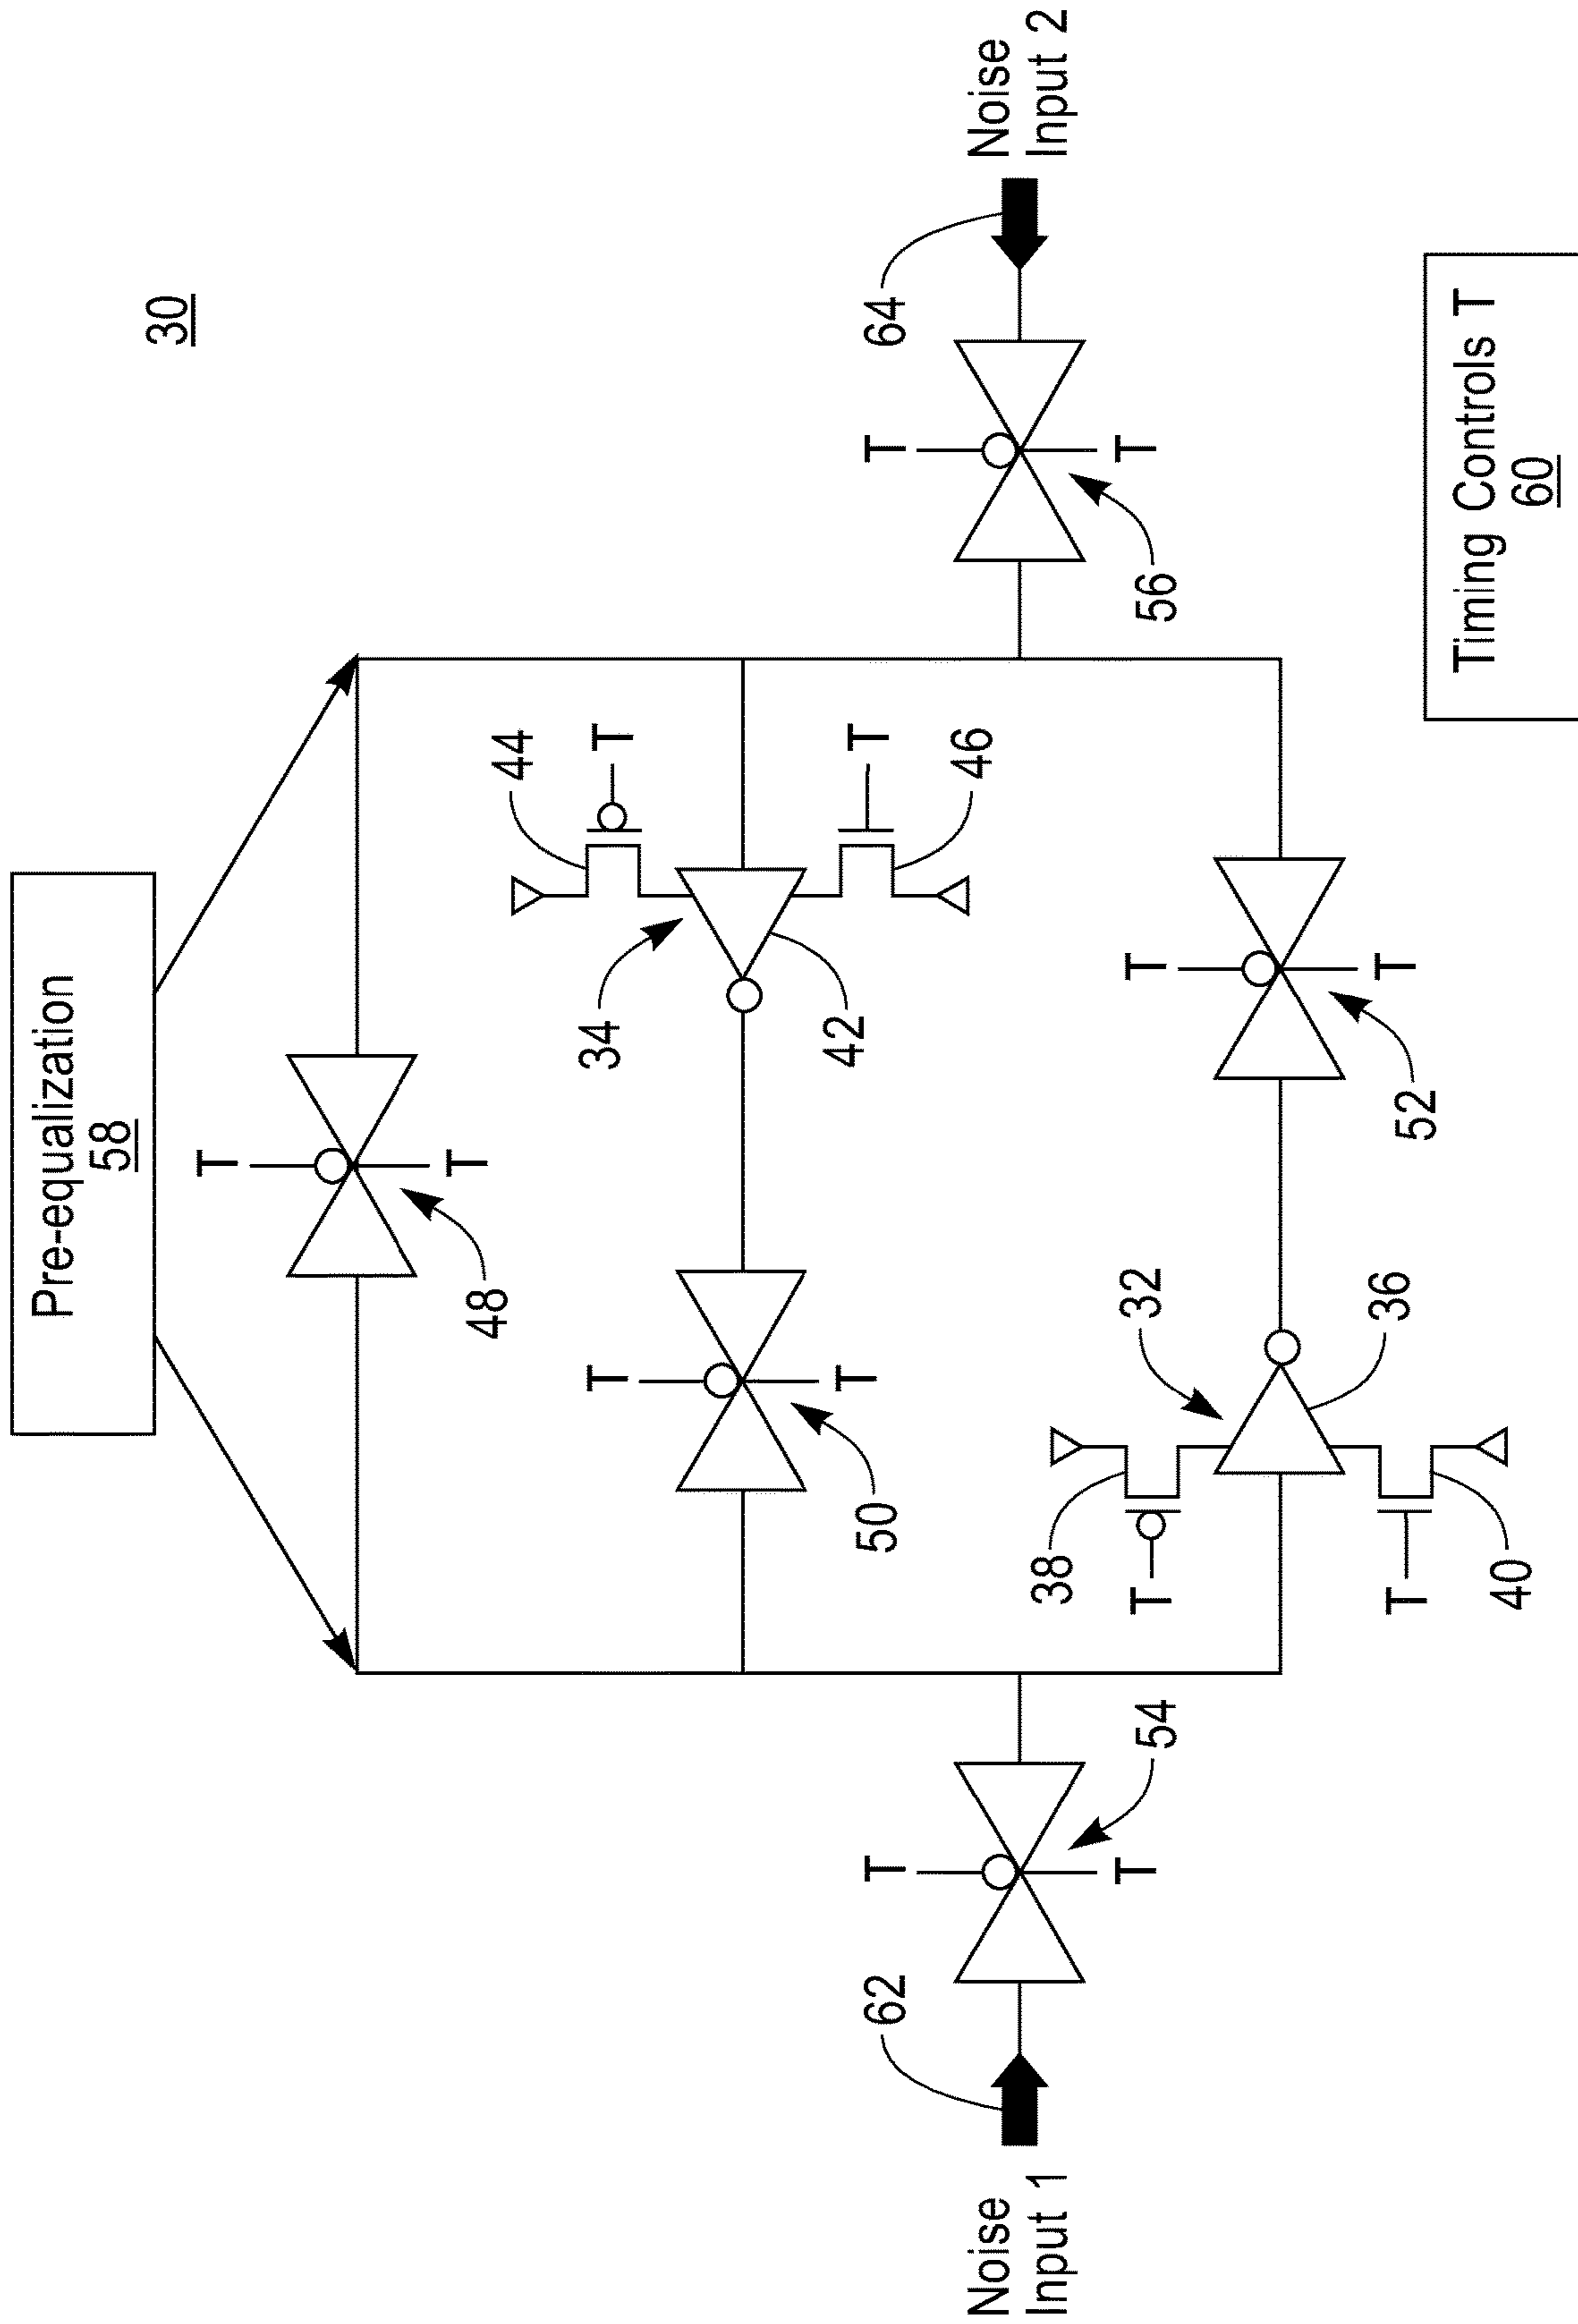 30
Pre-equalization
58
T
T
48
44
T
34
42
T
46
T
T
50
T
T
52
32
36
38
T
T
40
62
T
T
54
Noise
Input 1
64
T
T
56
Noise
Input 2
Timing Controls T
60